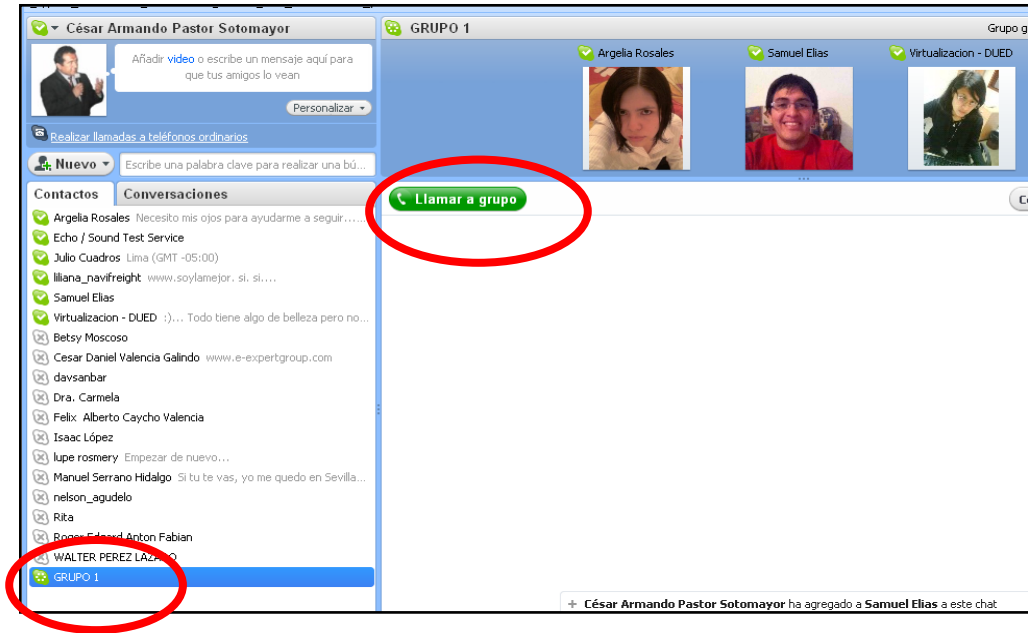 César Armando Pastor Sotomayor
Añadir video o escribe un mensaje aquí para
que tus amigos lo vean
Personalizar
Realizar llamadas a teléfonos ordinarios
Nuevo
Escribe una palabra clave para realizar una bú...
Contactos Conversaciones
Argelia Rosales Necesito mis ojos para ayudarme a seguir......
Echo / Sound Test Service
Julio Cuadros Lima (GMT -05:00)
liliana_navifreight www.soylamejor. si. si....
Samuel Elias
Virtualizacion - DUED :)... Todo tiene algo de belleza pero no...
Betsy Moscoso
Cesar Daniel Valencia Galindo www.e-expertgroup.com
davsanbar
Dra. Carmela
Felix Alberto Caycho Valencia
Isaac López
lupe rosmery Empezar de nuevo...
Manuel Serrano Hidalgo Si tu te vas, yo me quedo en Sevilla...
nelson_agudelo
Rita
Roger Edgard Anton Fabian
WALTER PEREZ
GRUPO 1
GRUPO 1
Grupo g
Argelia Rosales
Samuel Elias
Virtualizacion - DUED
Llamar a grupo
+ César Armando Pastor Sotomayor ha agregado a Samuel Elias a este chat